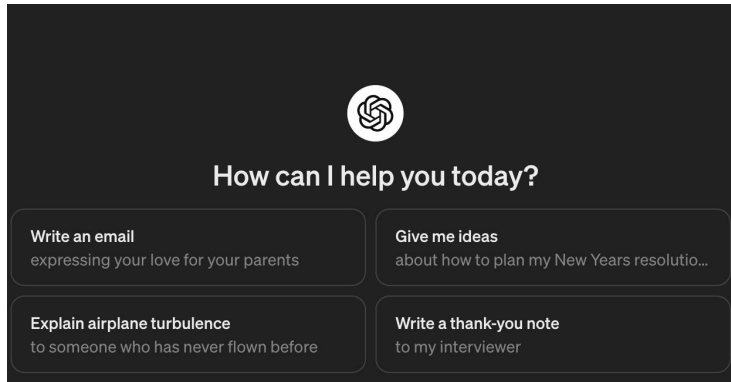 How can I help you today?
Write an email
expressing your love for your parents
Give me ideas
about how to plan my New Years resolutio...
Explain airplane turbulence
to someone who has never flown before
Write a thank-you note
to my interviewer